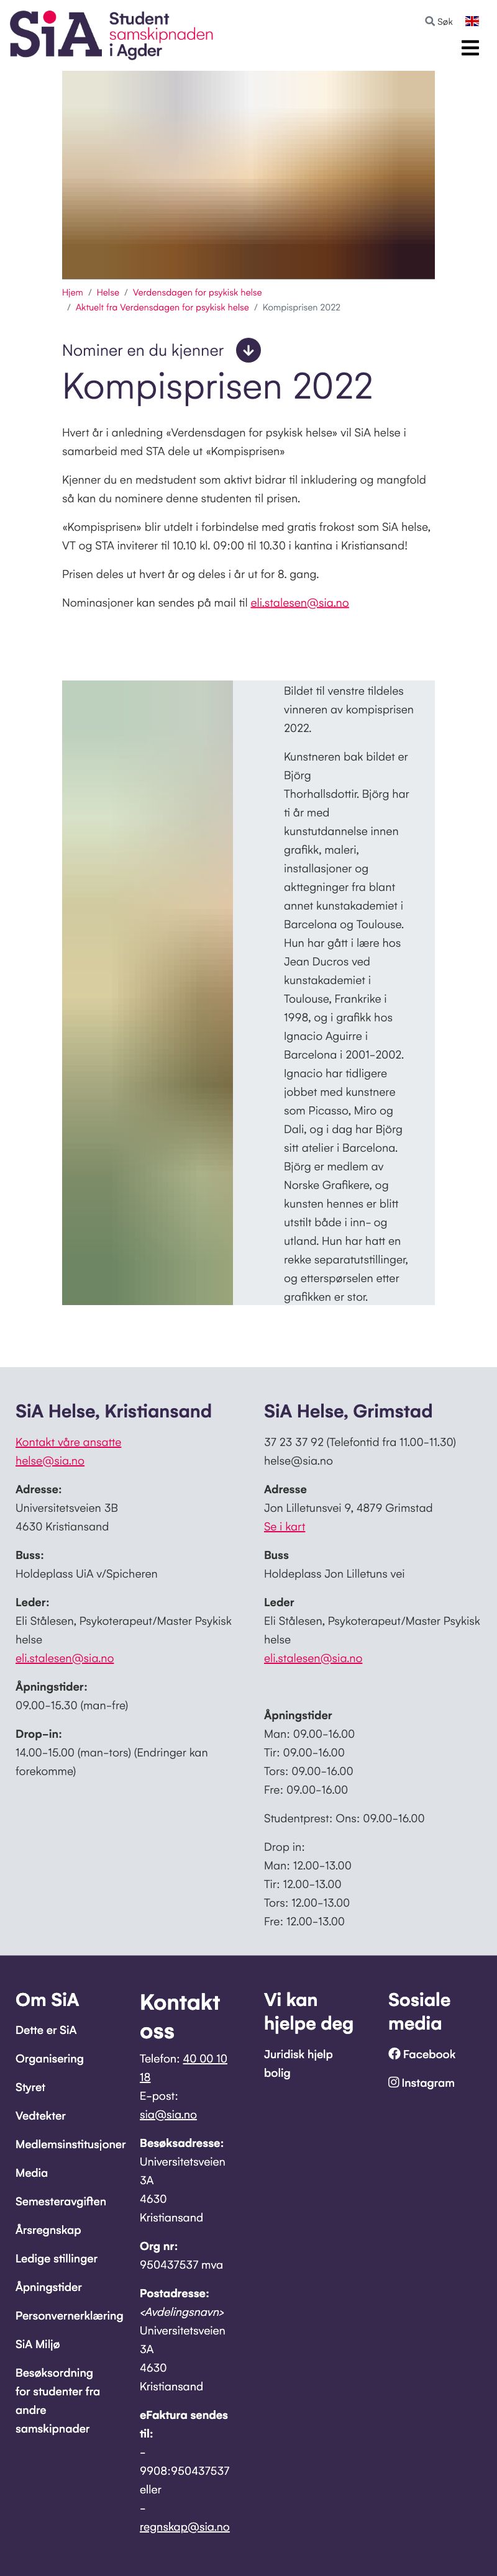 SiA Student
samskipnaden
i Agder
Søk
Hjem / Helse / Verdensdagen for psykisk helse
/ Aktuelt fra Verdensdagen for psykisk helse / Kompisprisen 2022
Nominer en du kjenner
Kompisprisen 2022
Hvert år i anledning «Verdensdagen for psykisk helse» vil SiA helse i
samarbeid med STA dele ut «Kompisprisen»
Kjenner du en medstudent som aktivt bidrar til inkludering og mangfold
så kan du nominere denne studenten til prisen.
«Kompisprisen» blir utdelt i forbindelse med gratis frokost som SiA helse,
VT og STA inviterer til 10.10 kl. 09:00 til 10.30 i kantina i Kristiansand!
Prisen deles ut hvert år og deles i år ut for 8. gang.
Nominasjoner kan sendes på mail til eli.stalesen@sia.no
Bildet til venstre tildeles
vinneren av kompisprisen
2022.
Kunstneren bak bildet er
Björg
Thorhallsdottir. Björg har
ti år med
kunstutdannelse innen
grafikk, maleri,
installasjoner og
akttegninger fra blant
annet kunstakademiet i
Barcelona og Toulouse.
Hun har gått i lære hos
Jean Ducros ved
kunstakademiet i
Toulouse, Frankrike i
1998, og i grafikk hos
Ignacio Aguirre i
Barcelona i 2001-2002.
Ignacio har tidligere
jobbet med kunstnere
som Picasso, Miro og
Dali, og i dag har Björg
sitt atelier i Barcelona.
Björg er medlem av
Norske Grafikere, og
kunsten hennes er blitt
utstilt både i inn- og
utland. Hun har hatt en
rekke separatutstillinger,
og etterspørselen etter
grafikken er stor.
SiA Helse, Kristiansand
Kontakt våre ansatte
helse@sia.no
Adresse:
Universitetsveien 3B
4630 Kristiansand
Buss:
Holdeplass UiA v/Spicheren
Leder:
Eli Stålesen, Psykoterapeut/Master Psykisk
helse
eli.stalesen@sia.no
Åpningstider:
09.00-15.30 (man-fre)
Drop-in:
14.00-15.00 (man-tors) (Endringer kan
forekomme)
SiA Helse, Grimstad
37 23 37 92 (Telefontid fra 11.00-11.30)
helse@sia.no
Adresse
Jon Lilletunsvei 9, 4879 Grimstad
Se i kart
Buss
Holdeplass Jon Lilletuns vei
Leder
Eli Stålesen, Psykoterapeut/Master Psykisk
helse
eli.stalesen@sia.no
Åpningstider
Man: 09.00-16.00
Tir: 09.00-16.00
Tors: 09.00-16.00
Fre: 09.00-16.00
Studentprest: Ons: 09.00-16.00
Drop in:
Man: 12.00-13.00
Tir: 12.00-13.00
Tors: 12.00-13.00
Fre: 12.00-13.00
Om SiA
Dette er SiA
Organisering
Styret
Vedtekter
Medlemsinstitusjoner
Media
Semesteravgiften
Årsregnskap
Ledige stillinger
Åpningstider
Personvernerklæring
SiA Miljø
Besøksordning
for studenter fra
andre
samskipnader
Kontakt
oss
Telefon: 40 00 10
18
E-post:
sia@sia.no
Besøksadresse:
Universitetsveien
3A
4630
Kristiansand
Org nr:
950437537 mva
Postadresse:
<Avdelingsnavn>
Universitetsveien
3A
4630
Kristiansand
eFaktura sendes
til:
-
9908:950437537
eller
-
regnskap@sia.no
Vi kan
hjelpe deg
Juridisk hjelp
bolig
Sosiale
media
Facebook
Instagram